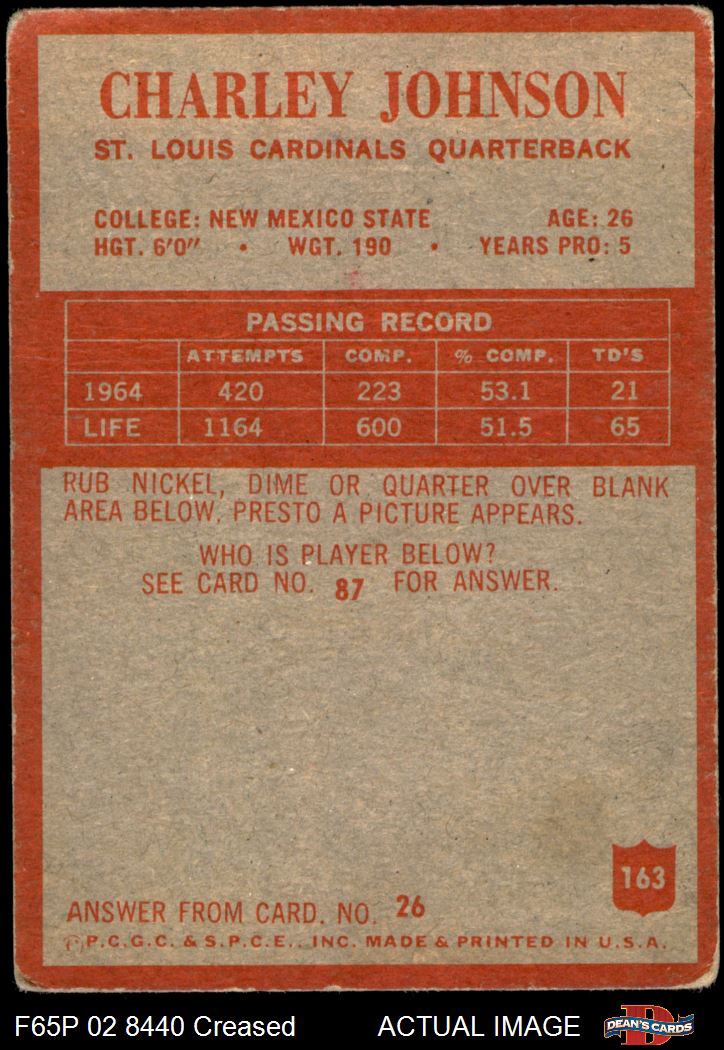 CHARLEY JOHNSON
ST. LOUIS CARDINALS QUARTERBACK
COLLEGE: NEW MEXICO STATE AGE: 26
HGT. 6'0" • WGT. 190 • YEARS PRO: 5
PASSING RECORD
ATTEMPTS COMP. % COMP. TD'S
1964 420 223 53.1 21
LIFE 1164 600 51.5 65
RUB NICKEL, DIME OR QUARTER OVER BLANK
AREA BELOW. PRESTO A PICTURE APPEARS.
WHO IS PLAYER BELOW?
SEE CARD NO. 87 FOR ANSWER.
163
ANSWER FROM CARD. NO. 26
©P.C.G.C. & S.P.C.E., INC. MADE & PRINTED IN U.S.A.
F65P 02 8440 Creased ACTUAL IMAGE
D
DEAN'S CARDS